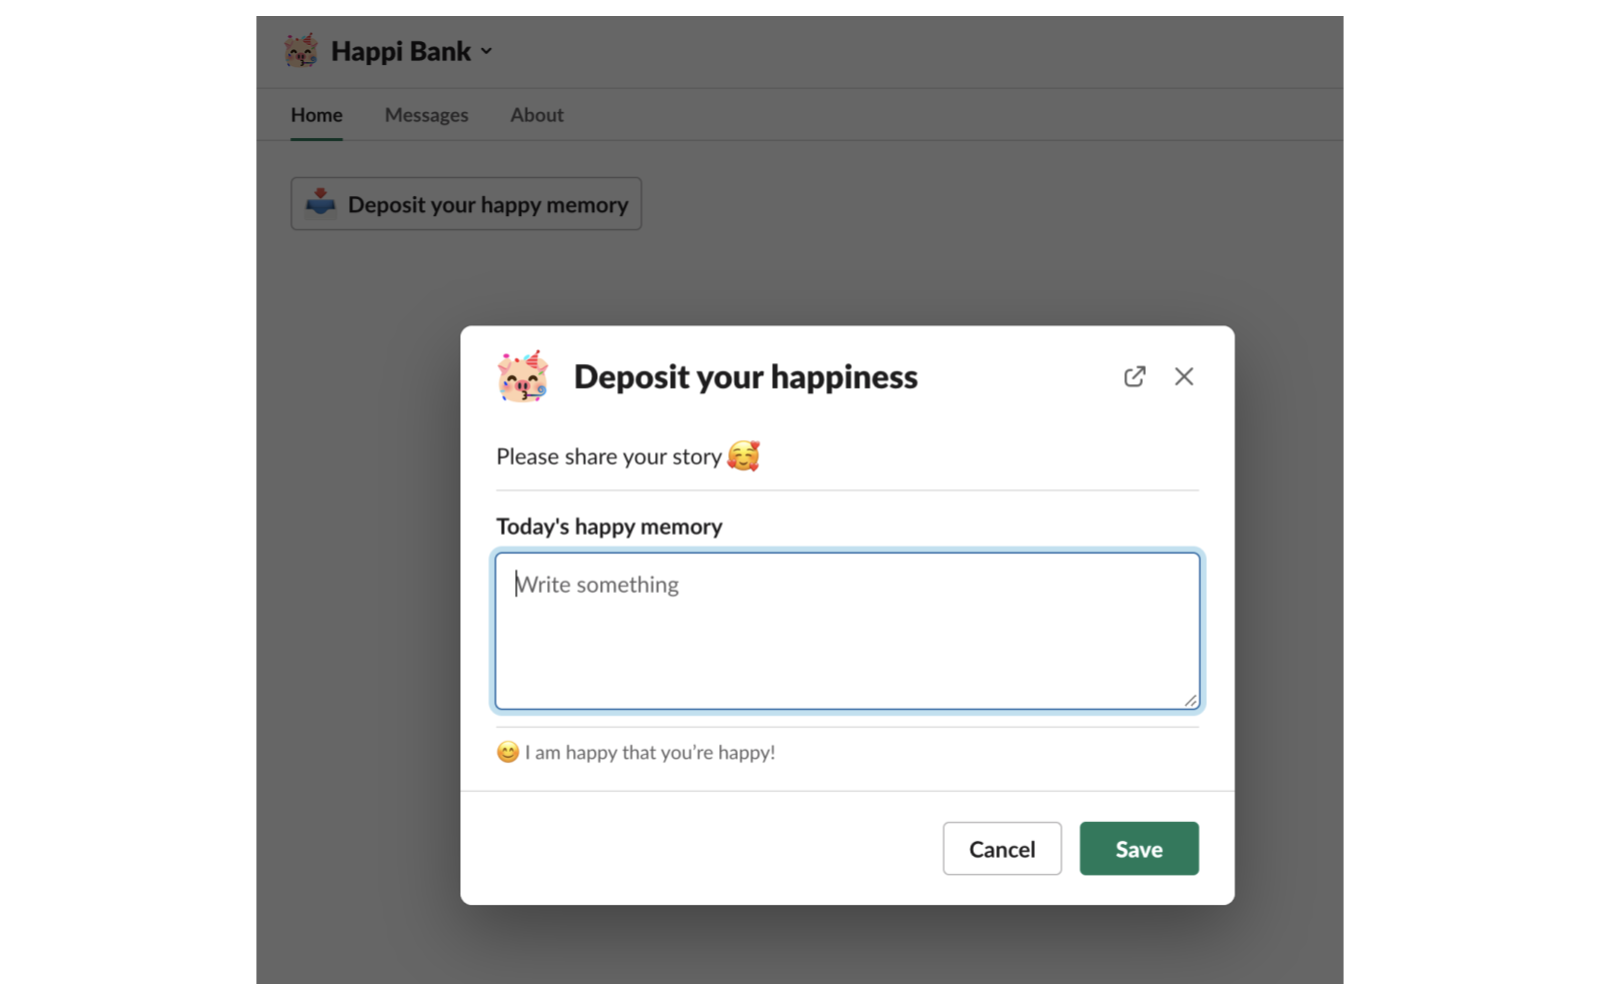 Happi Bank
Home Messages About
Deposit your happy memory
Deposit your happiness
Please share your story 🥰
Today's happy memory
Write something
😊 I am happy that you’re happy!
Cancel Save